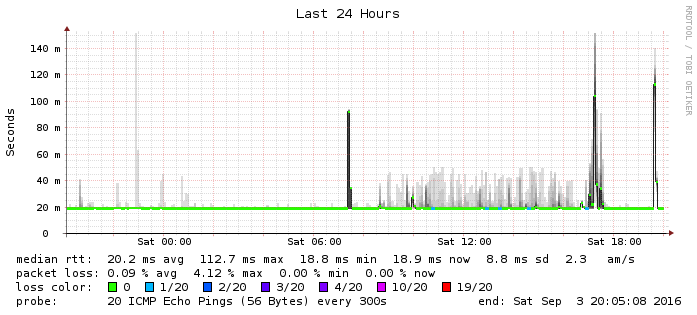 Last 24 Hours
RRDTOOL / TOBI OETIKER
Seconds
140 m
120 m
100 m
80 m
60 m
40 m
20 m
0
Sat 00:00 Sat 06:00 Sat 12:00 Sat 18:00
median rtt: 20.2 ms avg 112.7 ms max 18.8 ms min 18.9 ms now 8.8 ms sd 2.3 am/s
packet loss: 0.09 % avg 4.12 % max 0.00 % min 0.00 % now
loss color: 0 1/20 2/20 3/20 4/20 10/20 19/20
probe: 20 ICMP Echo Pings (56 Bytes) every 300s end: Sat Sep 3 20:05:08 2016